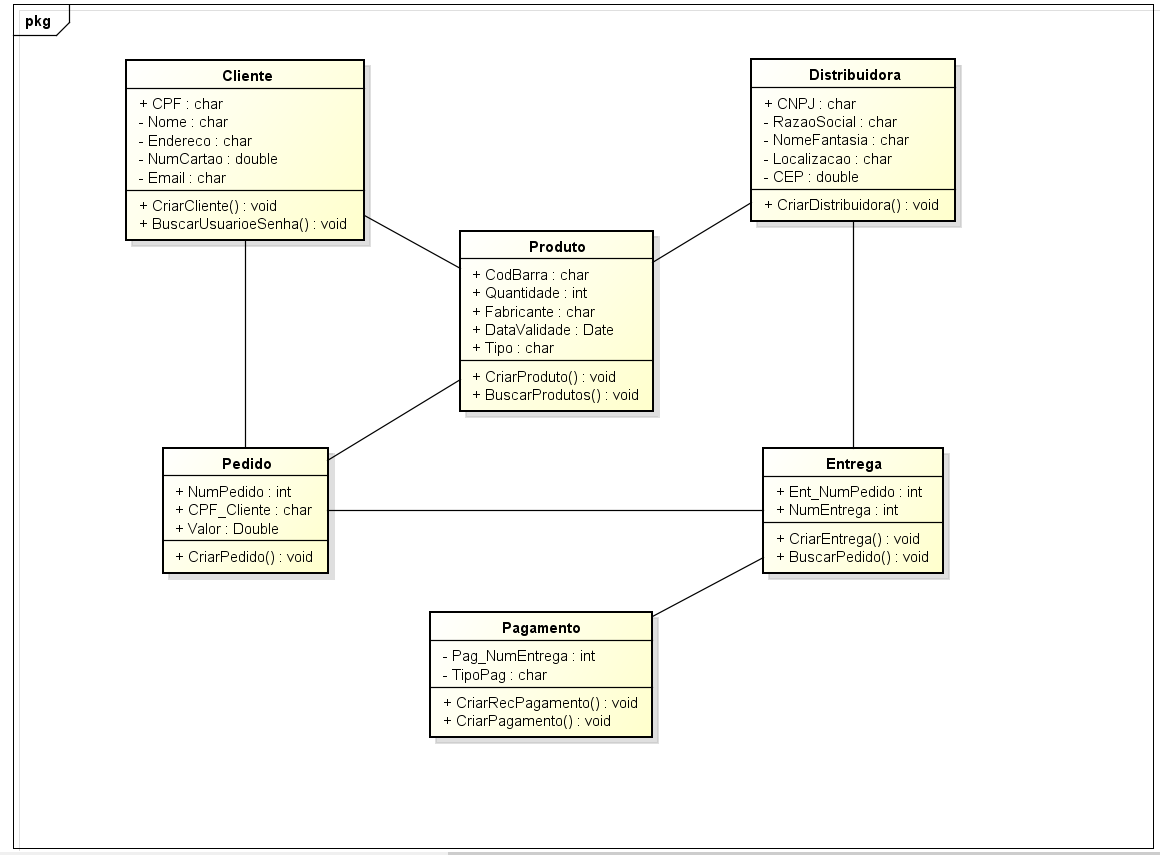 pkg
Cliente
+ CPF : char
- Nome : char
- Endereco : char
- NumCartao : double
- Email : char
+ CriarCliente() : void
+ BuscarUsuarioeSenha() : void
Distribuidora
+ CNPJ : char
- RazaoSocial : char
- NomeFantasia : char
- Localizacao : char
- CEP : double
+ CriarDistribuidora() : void
Produto
+ CodBarra : char
+ Quantidade : int
+ Fabricante : char
+ DataValidade : Date
+ Tipo : char
+ CriarProduto() : void
+ BuscarProdutos() : void
Pedido
+ NumPedido : int
+ CPF_Cliente : char
+ Valor : Double
+ CriarPedido() : void
Entrega
+ Ent_NumPedido : int
+ NumEntrega : int
+ CriarEntrega() : void
+ BuscarPedido() : void
Pagamento
- Pag_NumEntrega : int
- TipoPag : char
+ CriarRecPagamento() : void
+ CriarPagamento() : void